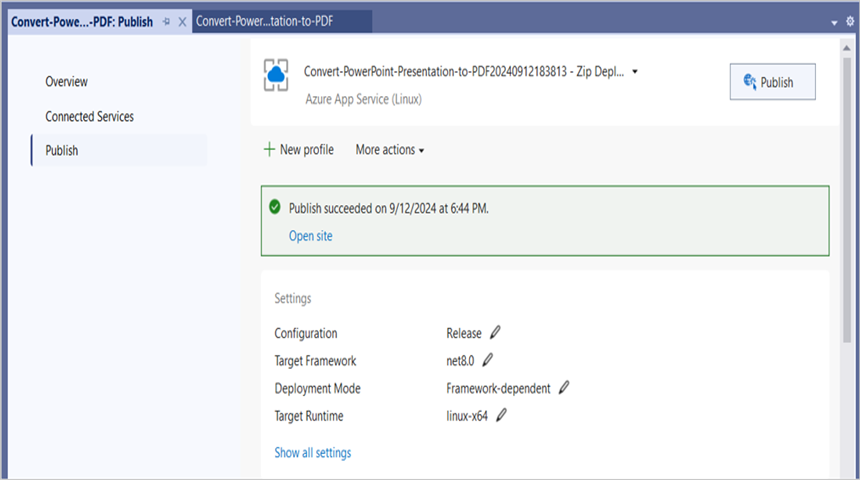 Convert-Powe...-PDF: Publish
Convert-Power...tation-to-PDF
Overview
Connected Services
Publish
Convert-PowerPoint-Presentation-to-PDF20240912183813 - Zip Depl...
Azure App Service (Linux)
Publish
New profile
More actions
Publish succeeded on 9/12/2024 at 6:44 PM.
Open site
Settings
Configuration Release
Target Framework net8.0
Deployment Mode Framework-dependent
Target Runtime linux-x64
Show all settings